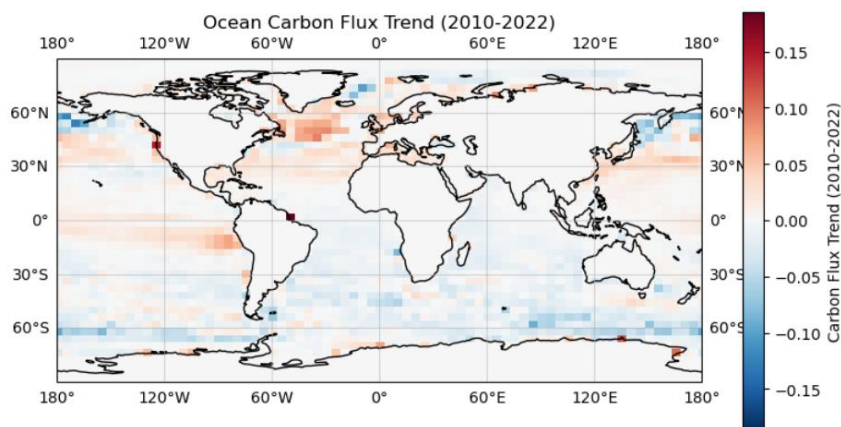 Ocean Carbon Flux Trend (2010-2022)
180° 120°W 60°W 0° 60°E 120°E 180°
60°N 60°N
30°N 30°N
0° 0°
30°S 30°S
60°S 60°S
180° 120°W 60°W 0° 60°E 120°E 180°
0.15
0.10
0.05
0.00
−0.05
−0.10
−0.15
Carbon Flux Trend (2010-2022)